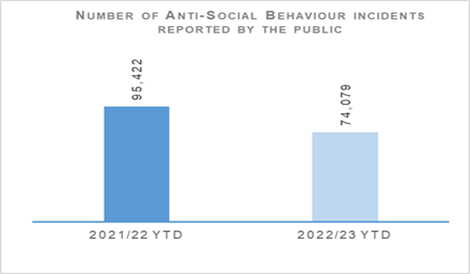 Number of Anti-Social Behaviour incidents
reported by the public
95,422
74,079
2021/22 YTD
2022/23 YTD